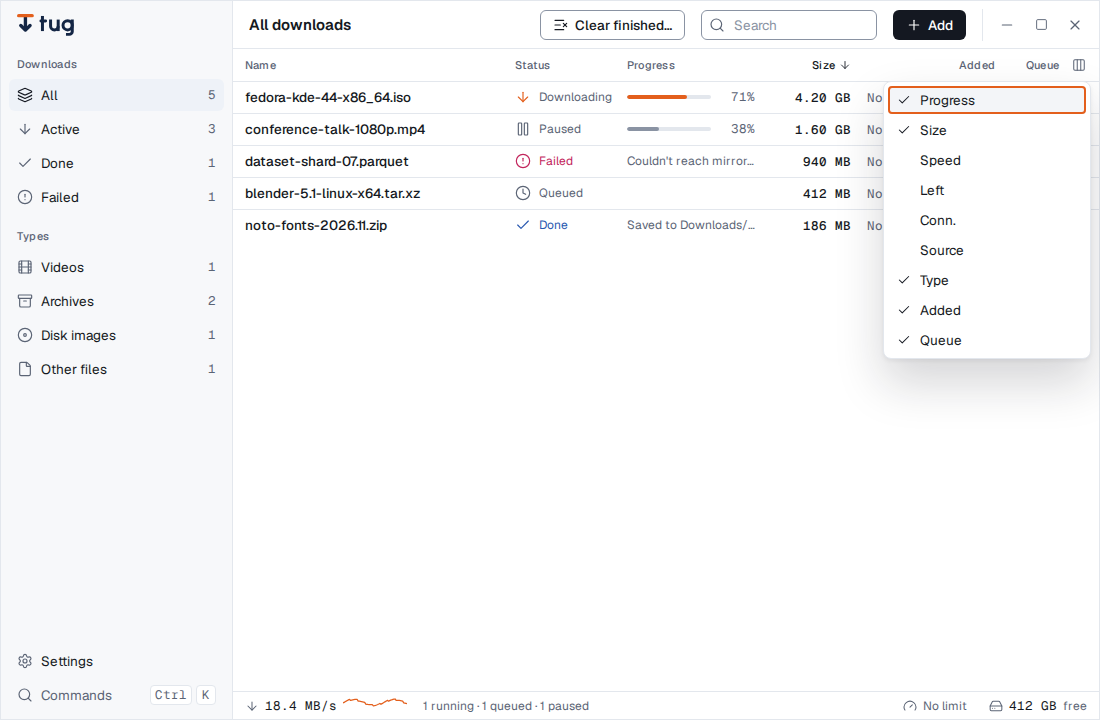 tug
All downloads
Clear finished...
Search
Add
Downloads
All 5
Active 3
Done 1
Failed 1
Types
Videos 1
Archives 2
Disk images 1
Other files 1
Settings
Commands Ctrl K
Name Status Progress Size Added Queue
fedora-kde-44-x86_64.iso Downloading 71% 4.20 GB No
conference-talk-1080p.mp4 Paused 38% 1.60 GB No
dataset-shard-07.parquet Failed Couldn't reach mirror... 940 MB No
blender-5.1-linux-x64.tar.xz Queued 412 MB No
noto-fonts-2026.11.zip Done Saved to Downloads/... 186 MB No
Progress
Size
Speed
Left
Conn.
Source
Type
Added
Queue
18.4 MB/s 1 running · 1 queued · 1 paused No limit 412 GB free